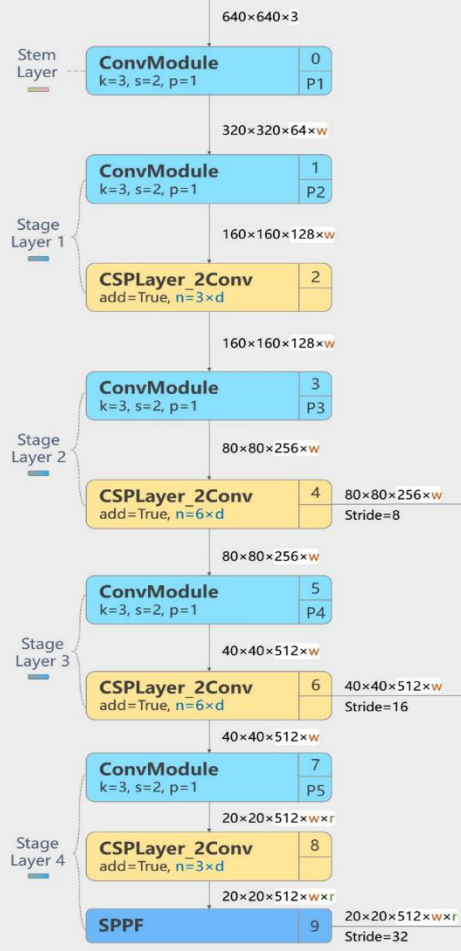 640×640×3
Stem
Layer
ConvModule
k=3, s=2, p=1
0
P1
320×320×64×w
ConvModule
k=3, s=2, p=1
1
P2
Stage
Layer 1
160×160×128×w
CSPLayer_2Conv
add=True, n=3×d
2
160×160×128×w
ConvModule
k=3, s=2, p=1
3
P3
Stage
Layer 2
80×80×256×w
CSPLayer_2Conv
add=True, n=6×d
4
80×80×256×w
Stride=8
80×80×256×w
ConvModule
k=3, s=2, p=1
5
P4
Stage
Layer 3
40×40×512×w
CSPLayer_2Conv
add=True, n=6×d
6
40×40×512×w
Stride=16
40×40×512×w
ConvModule
k=3, s=2, p=1
7
P5
20×20×512×w×r
Stage
Layer 4
CSPLayer_2Conv
add=True, n=3×d
8
20×20×512×w×r
SPPF
9
20×20×512×w×r
Stride=32